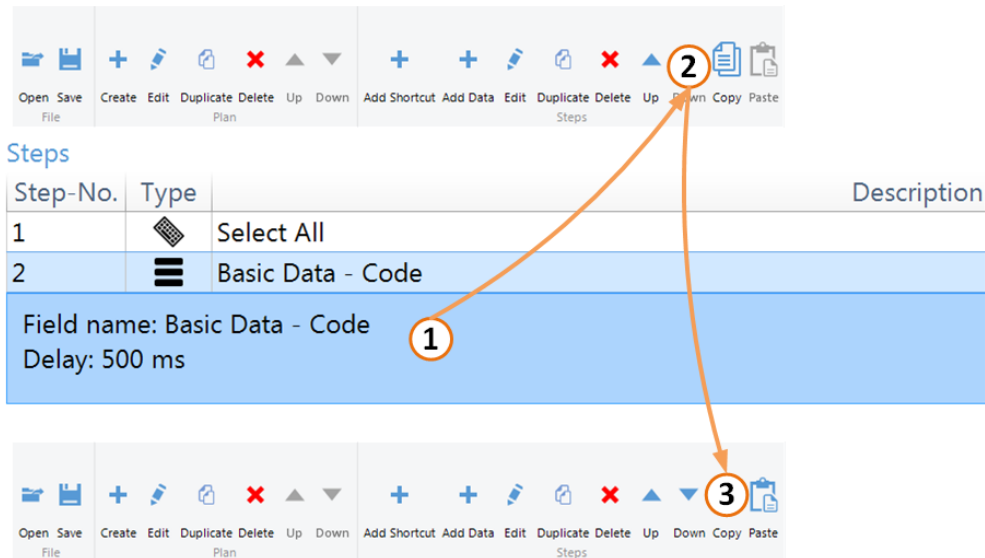 Open Save Create Edit Duplicate Delete Up Down Add Shortcut Add Data Edit Duplicate Delete Up Down Copy Paste
File Plan Steps
2
Steps
Step-No. Type Description
1 Select All
2 Basic Data - Code
Field name: Basic Data - Code
1
Delay: 500 ms
3
Open Save Create Edit Duplicate Delete Up Down Add Shortcut Add Data Edit Duplicate Delete Up Down Copy Paste
File Plan Steps